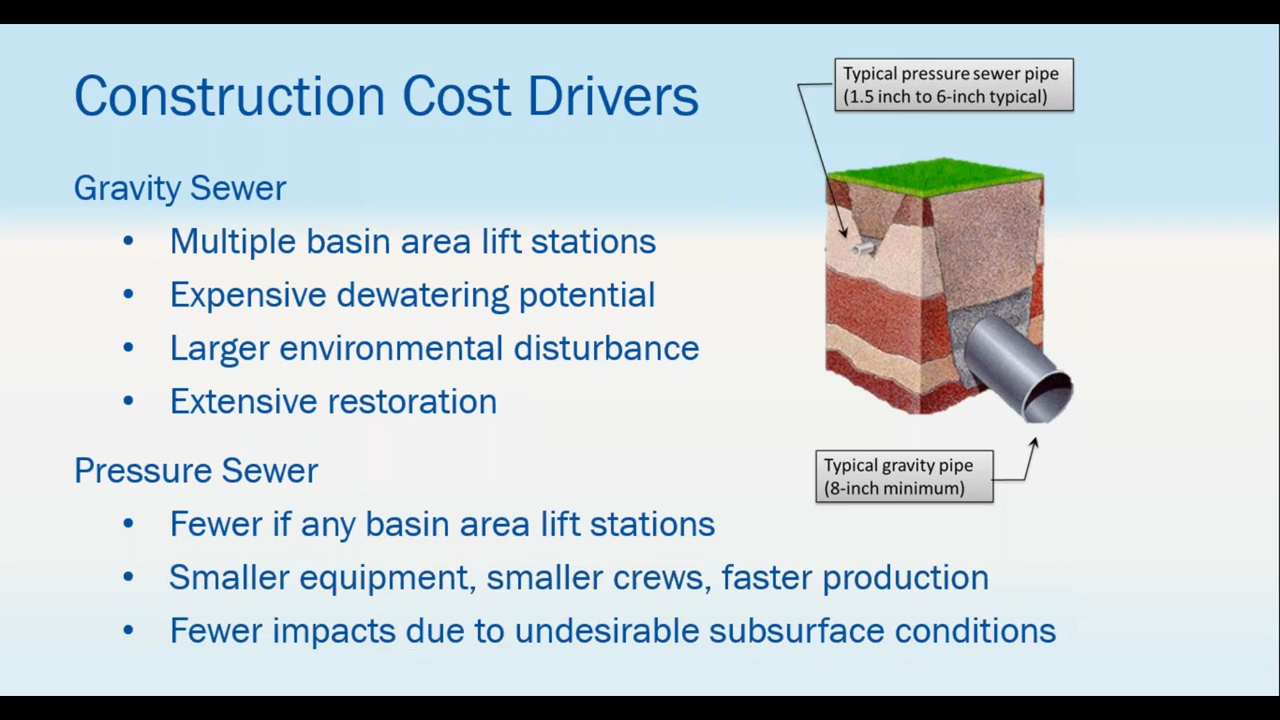 Construction Cost Drivers
Typical pressure sewer pipe
(1.5 inch to 6-inch typical)
Gravity Sewer
• Multiple basin area lift stations
• Expensive dewatering potential
• Larger environmental disturbance
• Extensive restoration
Typical gravity pipe
(8-inch minimum)
Pressure Sewer
• Fewer if any basin area lift stations
• Smaller equipment, smaller crews, faster production
• Fewer impacts due to undesirable subsurface conditions